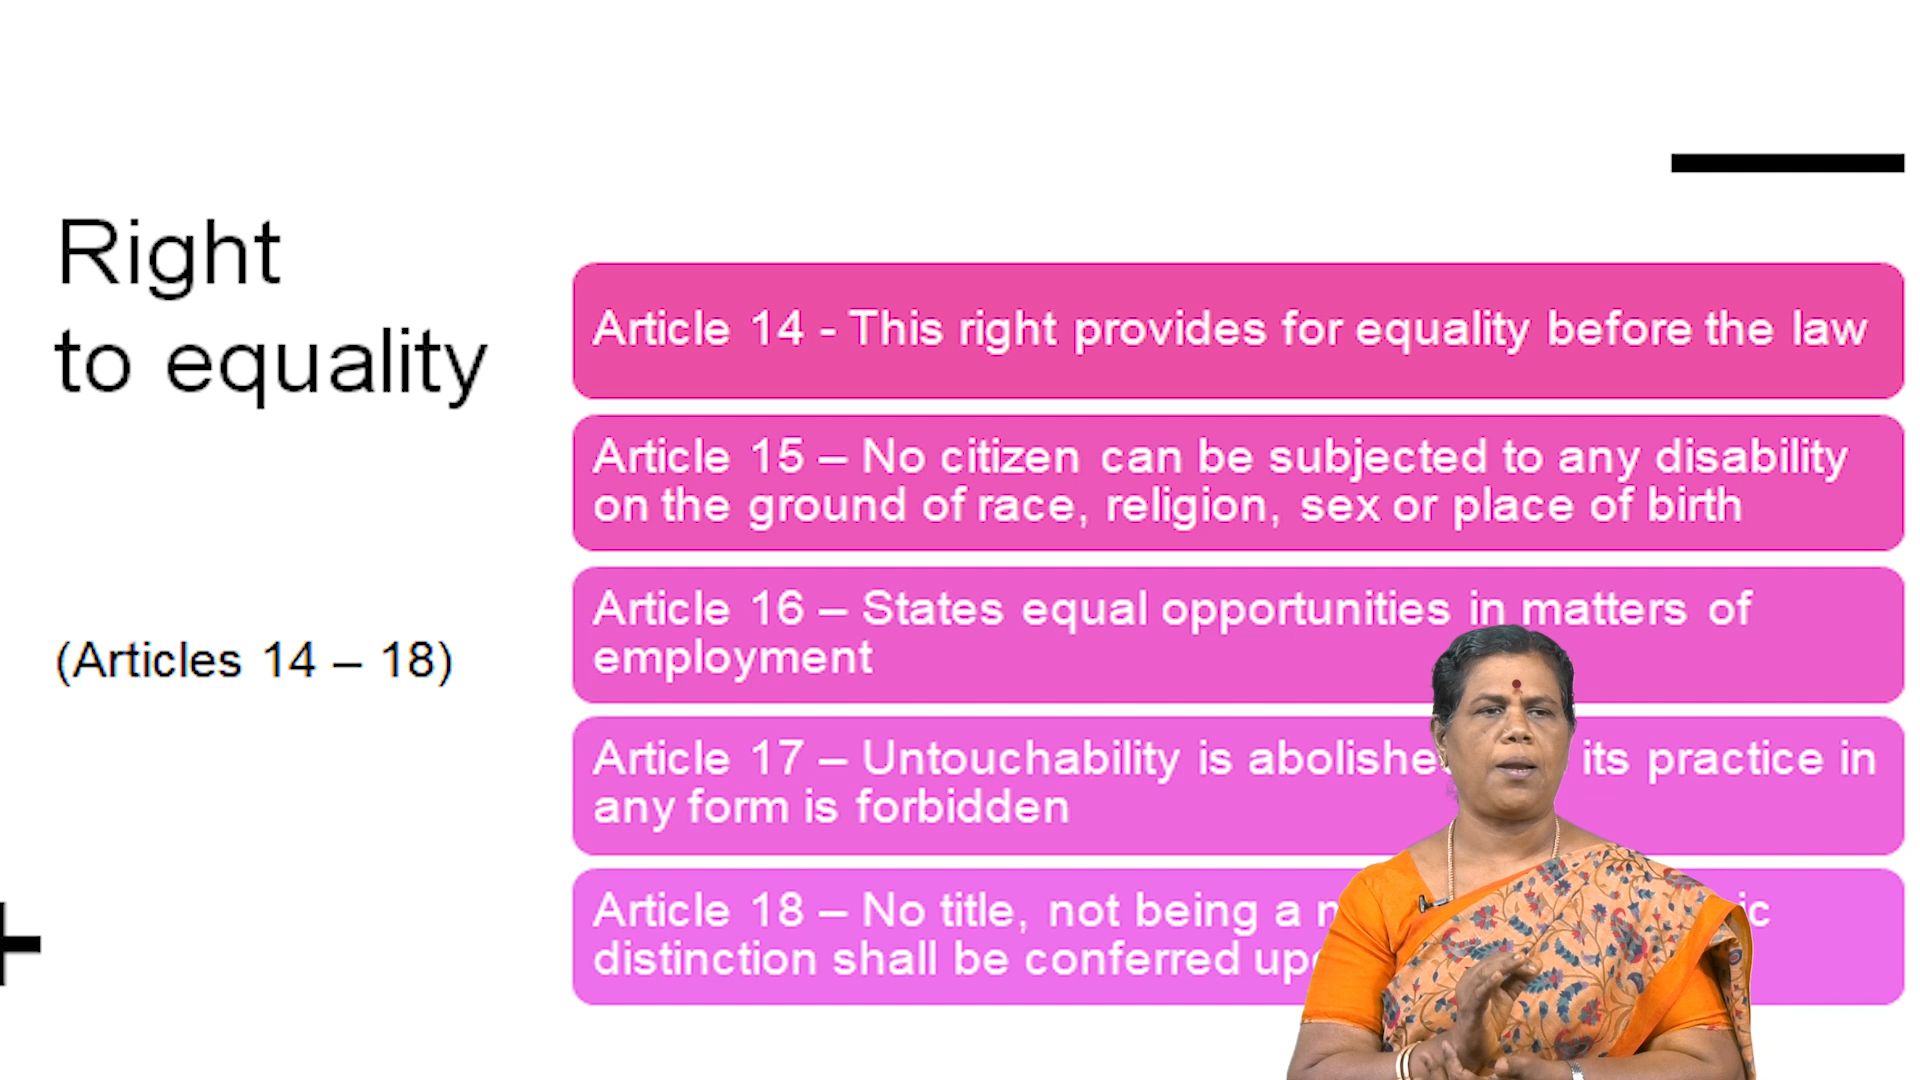 Right
to equality
(Articles 14 – 18)
Article 14 - This right provides for equality before the law
Article 15 – No citizen can be subjected to any disability
on the ground of race, religion, sex or place of birth
Article 16 – States equal opportunities in matters of
employment
Article 17 – Untouchability is its practice in
any form is forbidden
Article 18 – No title, not being a
distinction shall be conferred